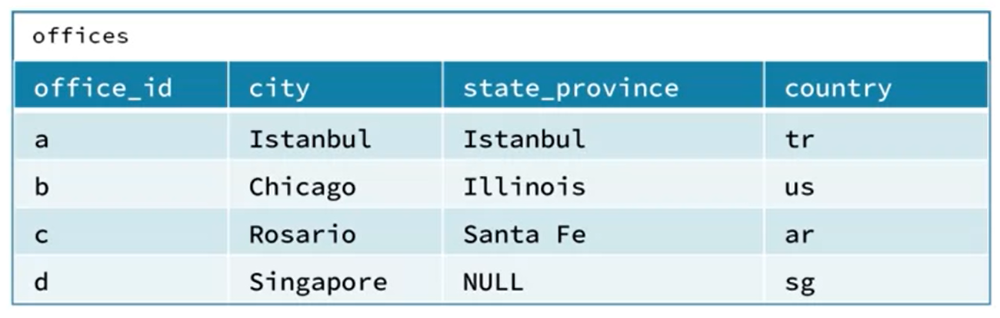 offices
office_id city state_province country
a Istanbul Istanbul tr
b Chicago Illinois us
c Rosario Santa Fe ar
d Singapore NULL sg